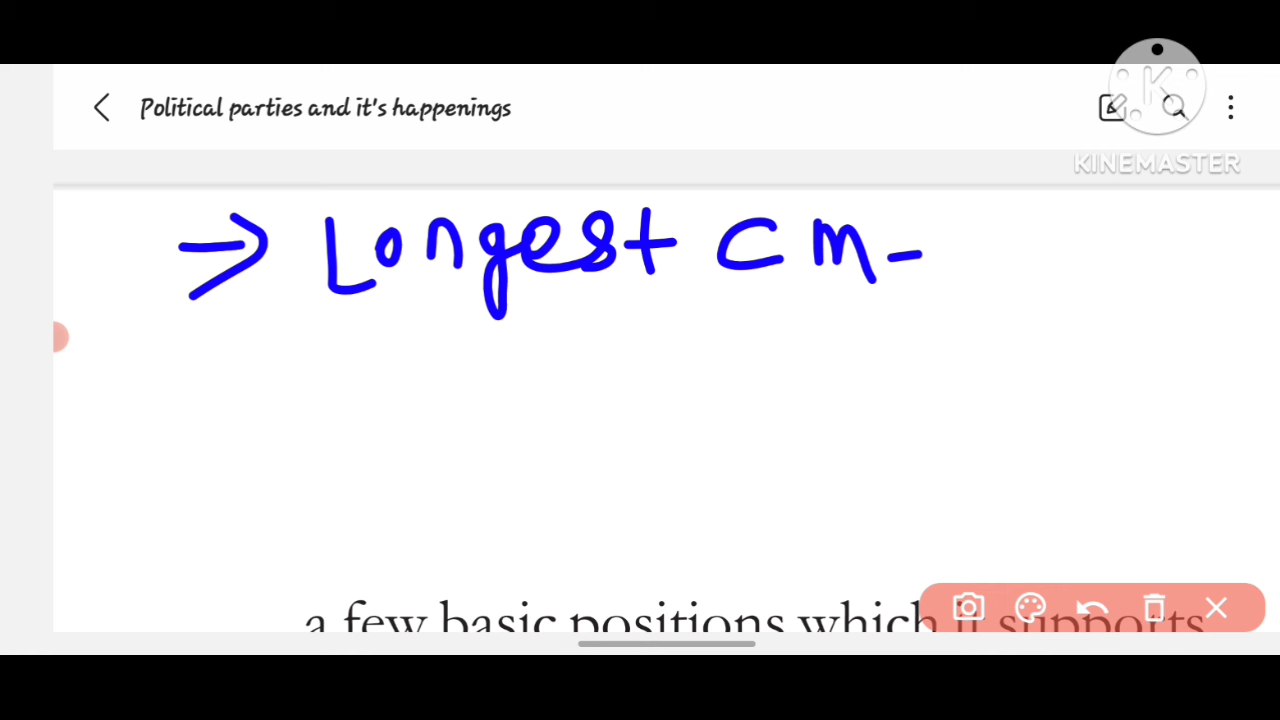 Political parties and it's happenings
KINEMASTER
→ Longest CM-
a few basic positions which it supports